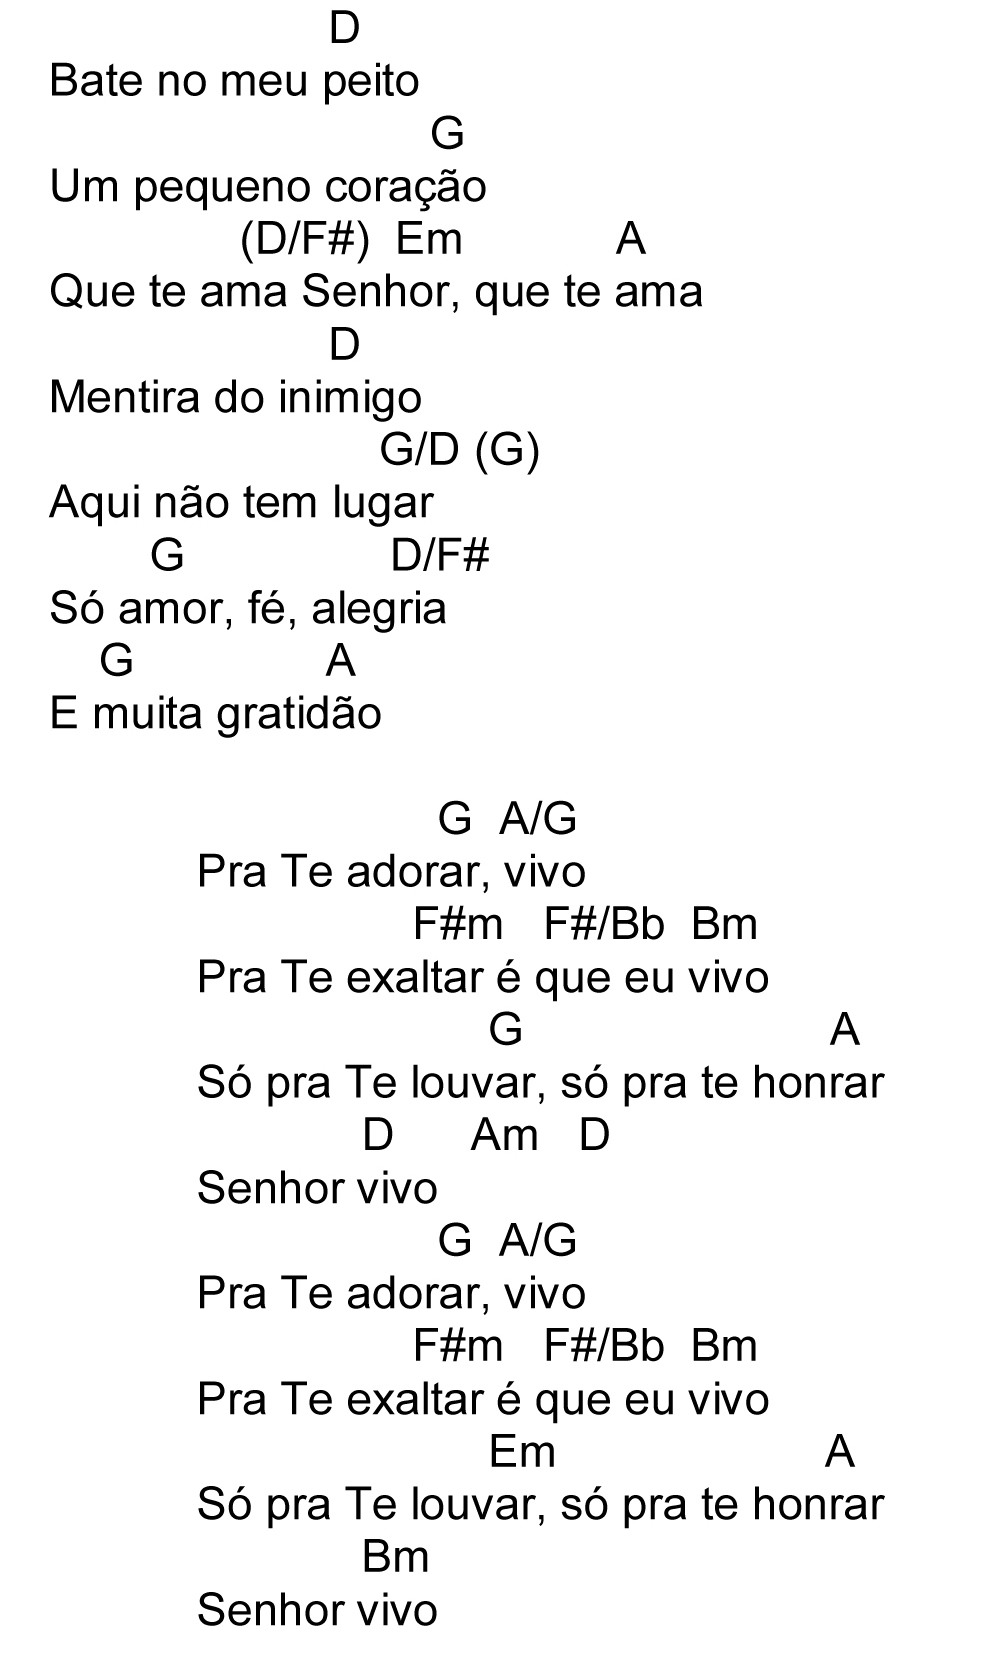 D
Bate no meu peito
G
Um pequeno coração
(D/F#) Em A
Que te ama Senhor, que te ama
D
Mentira do inimigo
G/D (G)
Aqui não tem lugar
G D/F#
Só amor, fé, alegria
G A
E muita gratidão
G A/G
Pra Te adorar, vivo
F#m F#/Bb Bm
Pra Te exaltar é que eu vivo
G A
Só pra Te louvar, só pra te honrar
D Am D
Senhor vivo
G A/G
Pra Te adorar, vivo
F#m F#/Bb Bm
Pra Te exaltar é que eu vivo
Em A
Só pra Te louvar, só pra te honrar
Bm
Senhor vivo